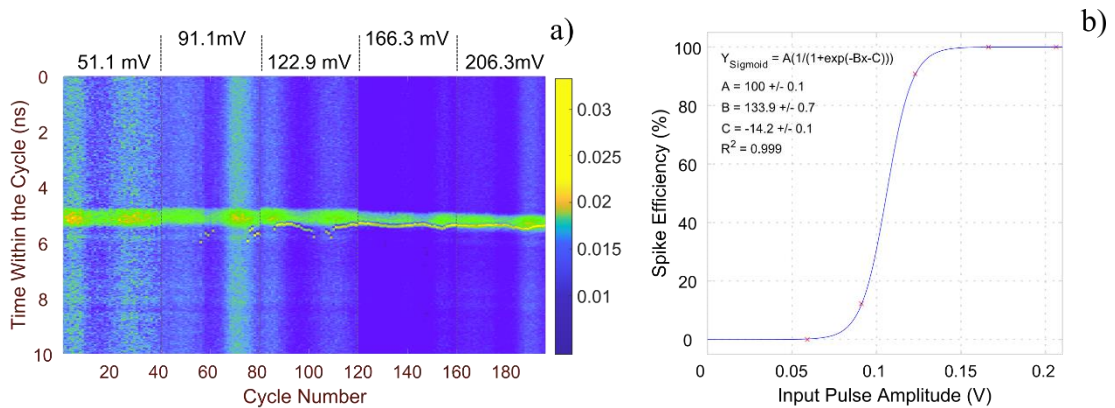 a)
91.1mV
166.3 mV
51.1 mV
122.9 mV
206.3mV
0
2
4
6
8
10
Time Within the Cycle (ns)
20
40
60
80
100
120
140
160
180
Cycle Number
0.03
0.025
0.02
0.015
0.01
b)
100
80
60
40
20
0
Spike Efficiency (%)
Y_Sigmoid = A(1/(1+exp(-Bx-C)))
A = 100 +/- 0.1
B = 133.9 +/- 0.7
C = -14.2 +/- 0.1
R² = 0.999
0
0.05
0.1
0.15
0.2
Input Pulse Amplitude (V)